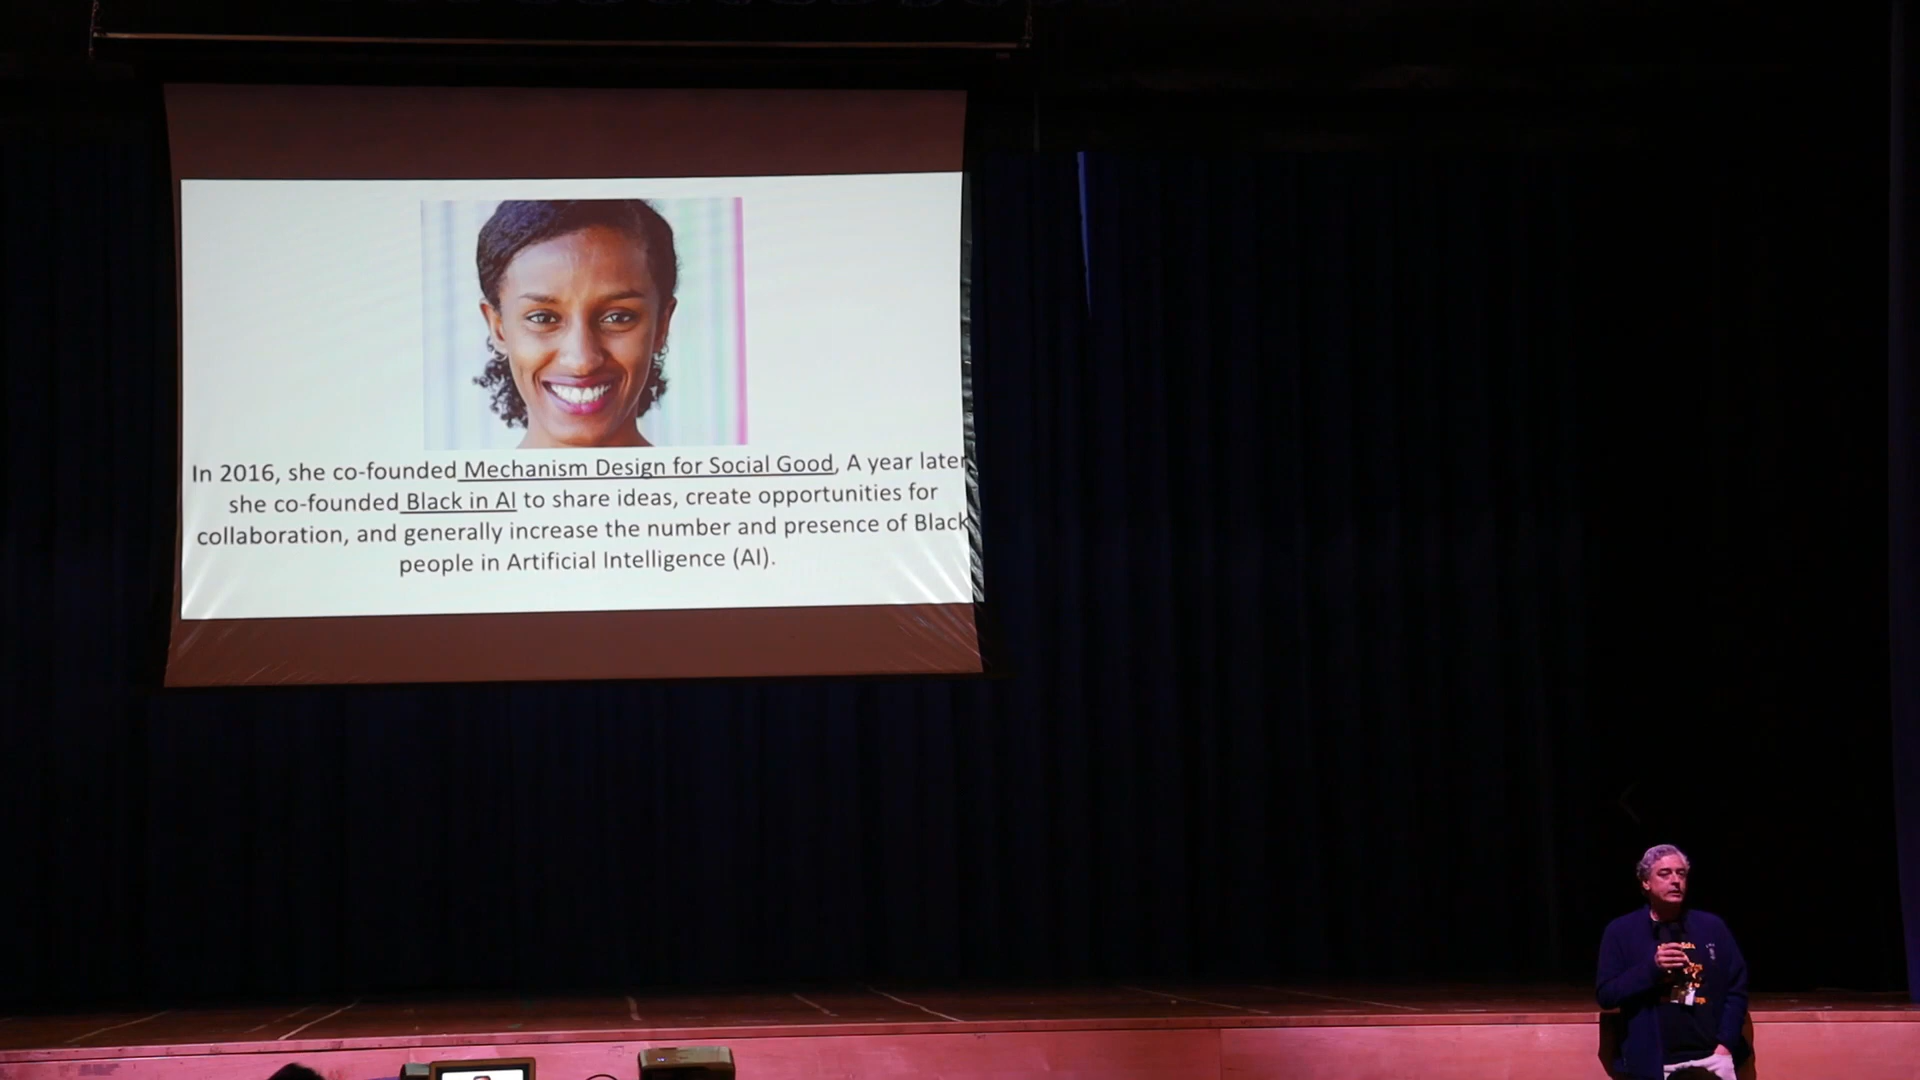 In 2016, she co-founded Mechanism Design for Social Good, A year later
she co-founded Black in AI to share ideas, create opportunities for
collaboration, and generally increase the number and presence of Black
people in Artificial Intelligence (AI).